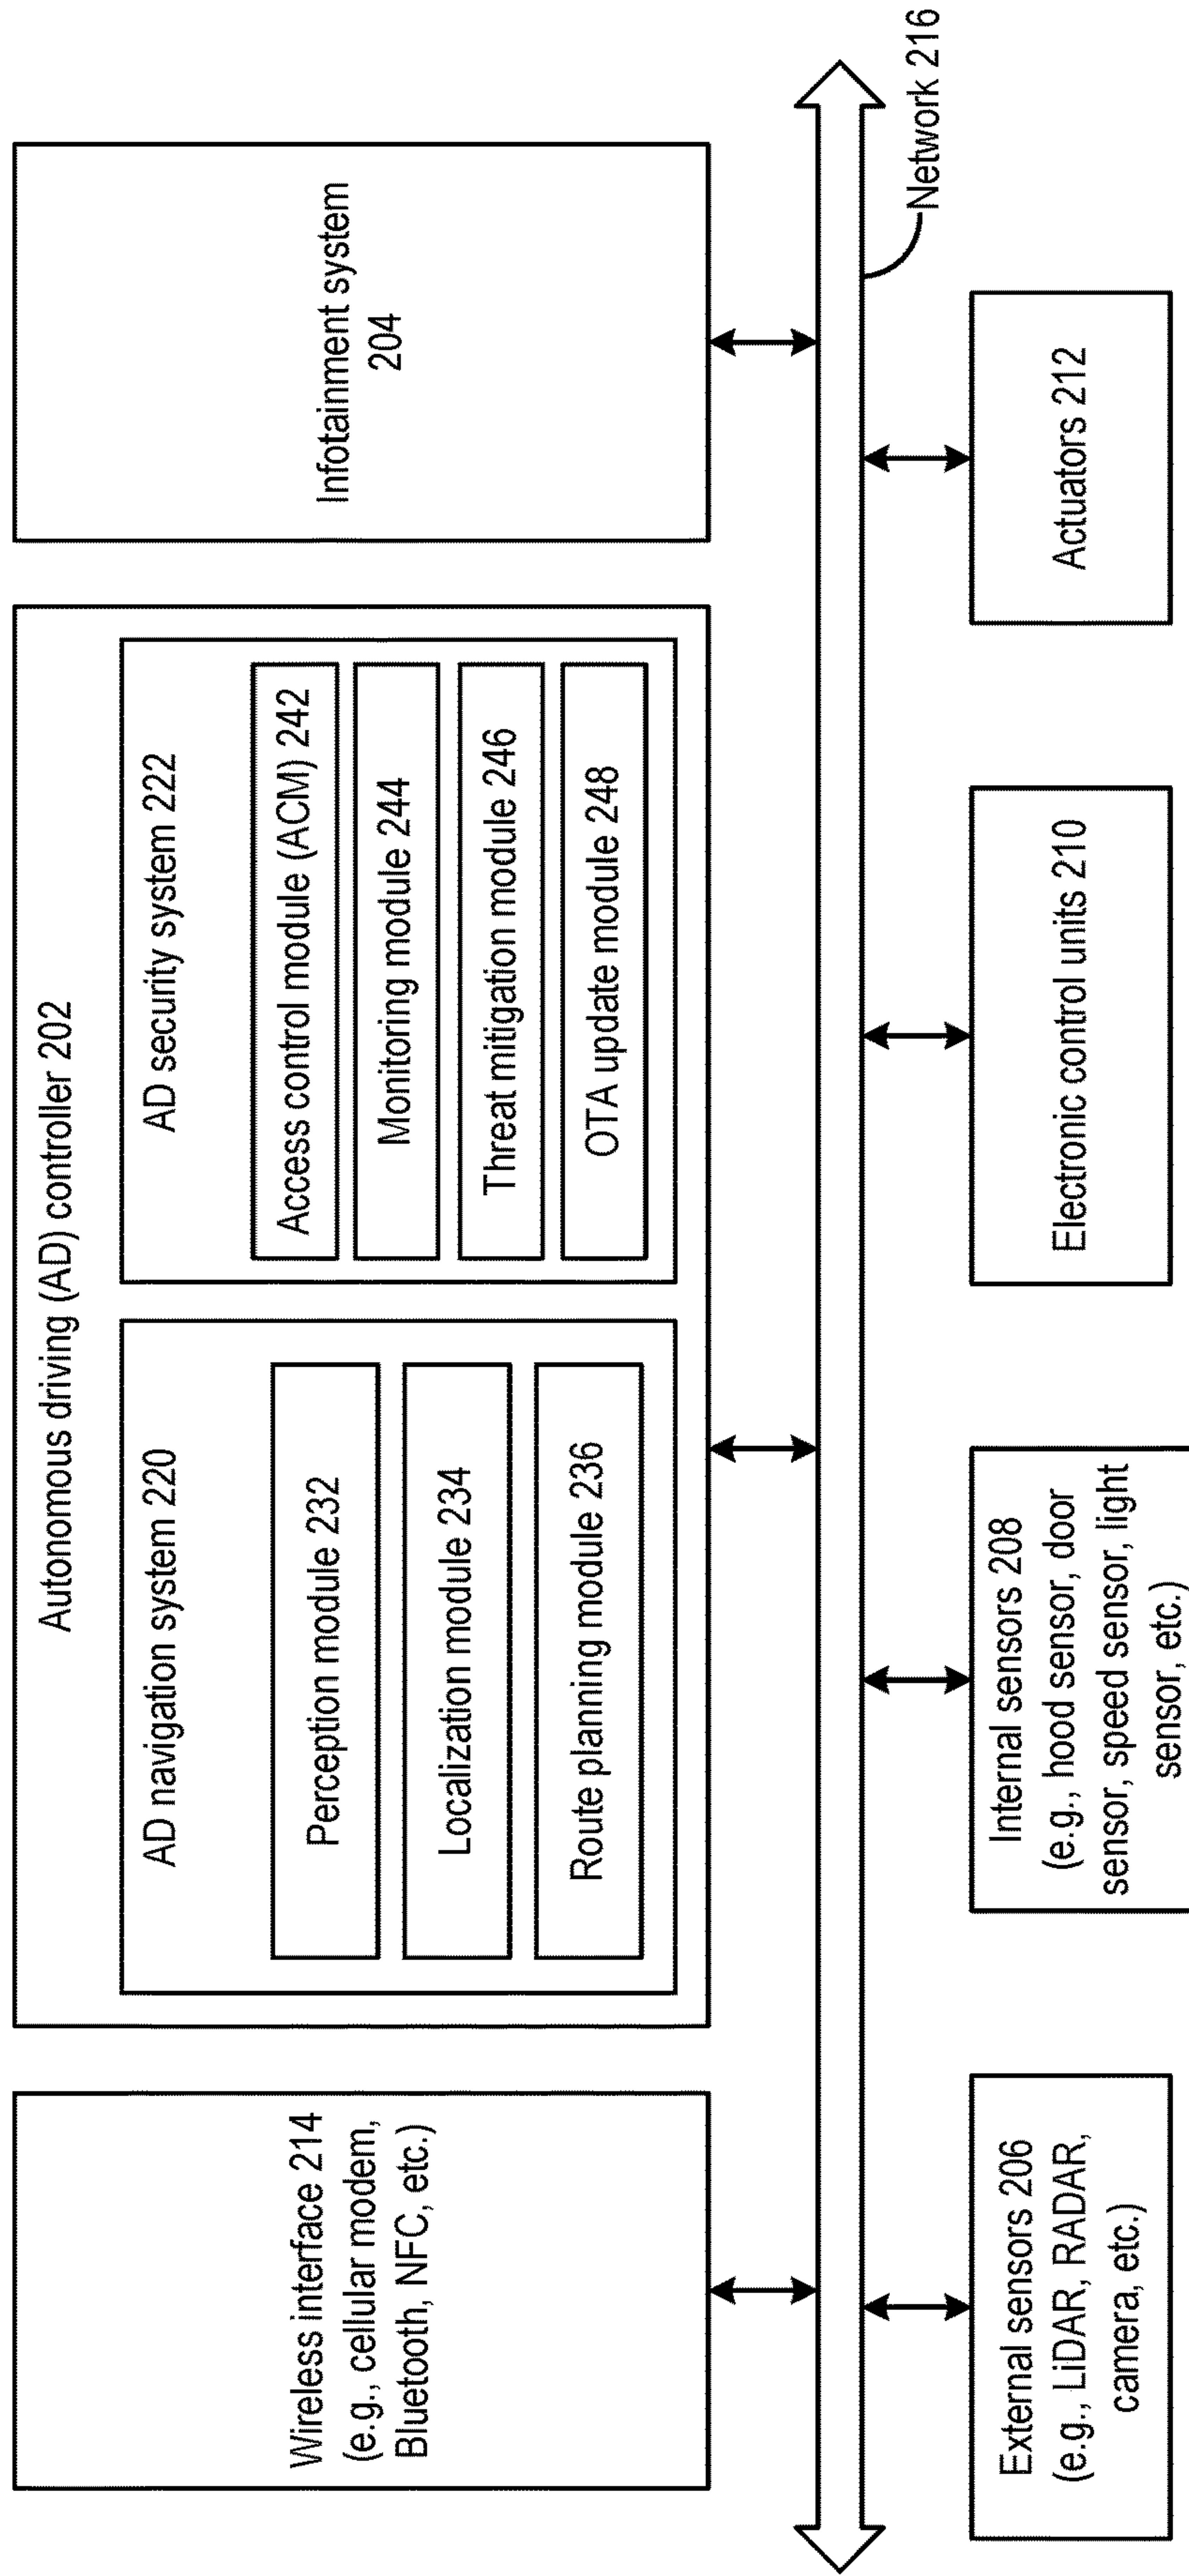 Wireless interface 214
(e.g., cellular modem,
Bluetooth, NFC, etc.)
Autonomous driving (AD) controller 202
AD navigation system 220
Perception module 232
Localization module 234
Route planning module 236
AD security system 222
Access control module (ACM) 242
Monitoring module 244
Threat mitigation module 246
OTA update module 248
Infotainment system
204
Network 216
External sensors 206
(e.g., LiDAR, RADAR,
camera, etc.)
Internal sensors 208
(e.g., hood sensor, door
sensor, speed sensor, light
sensor, etc.)
Electronic control units 210
Actuators 212